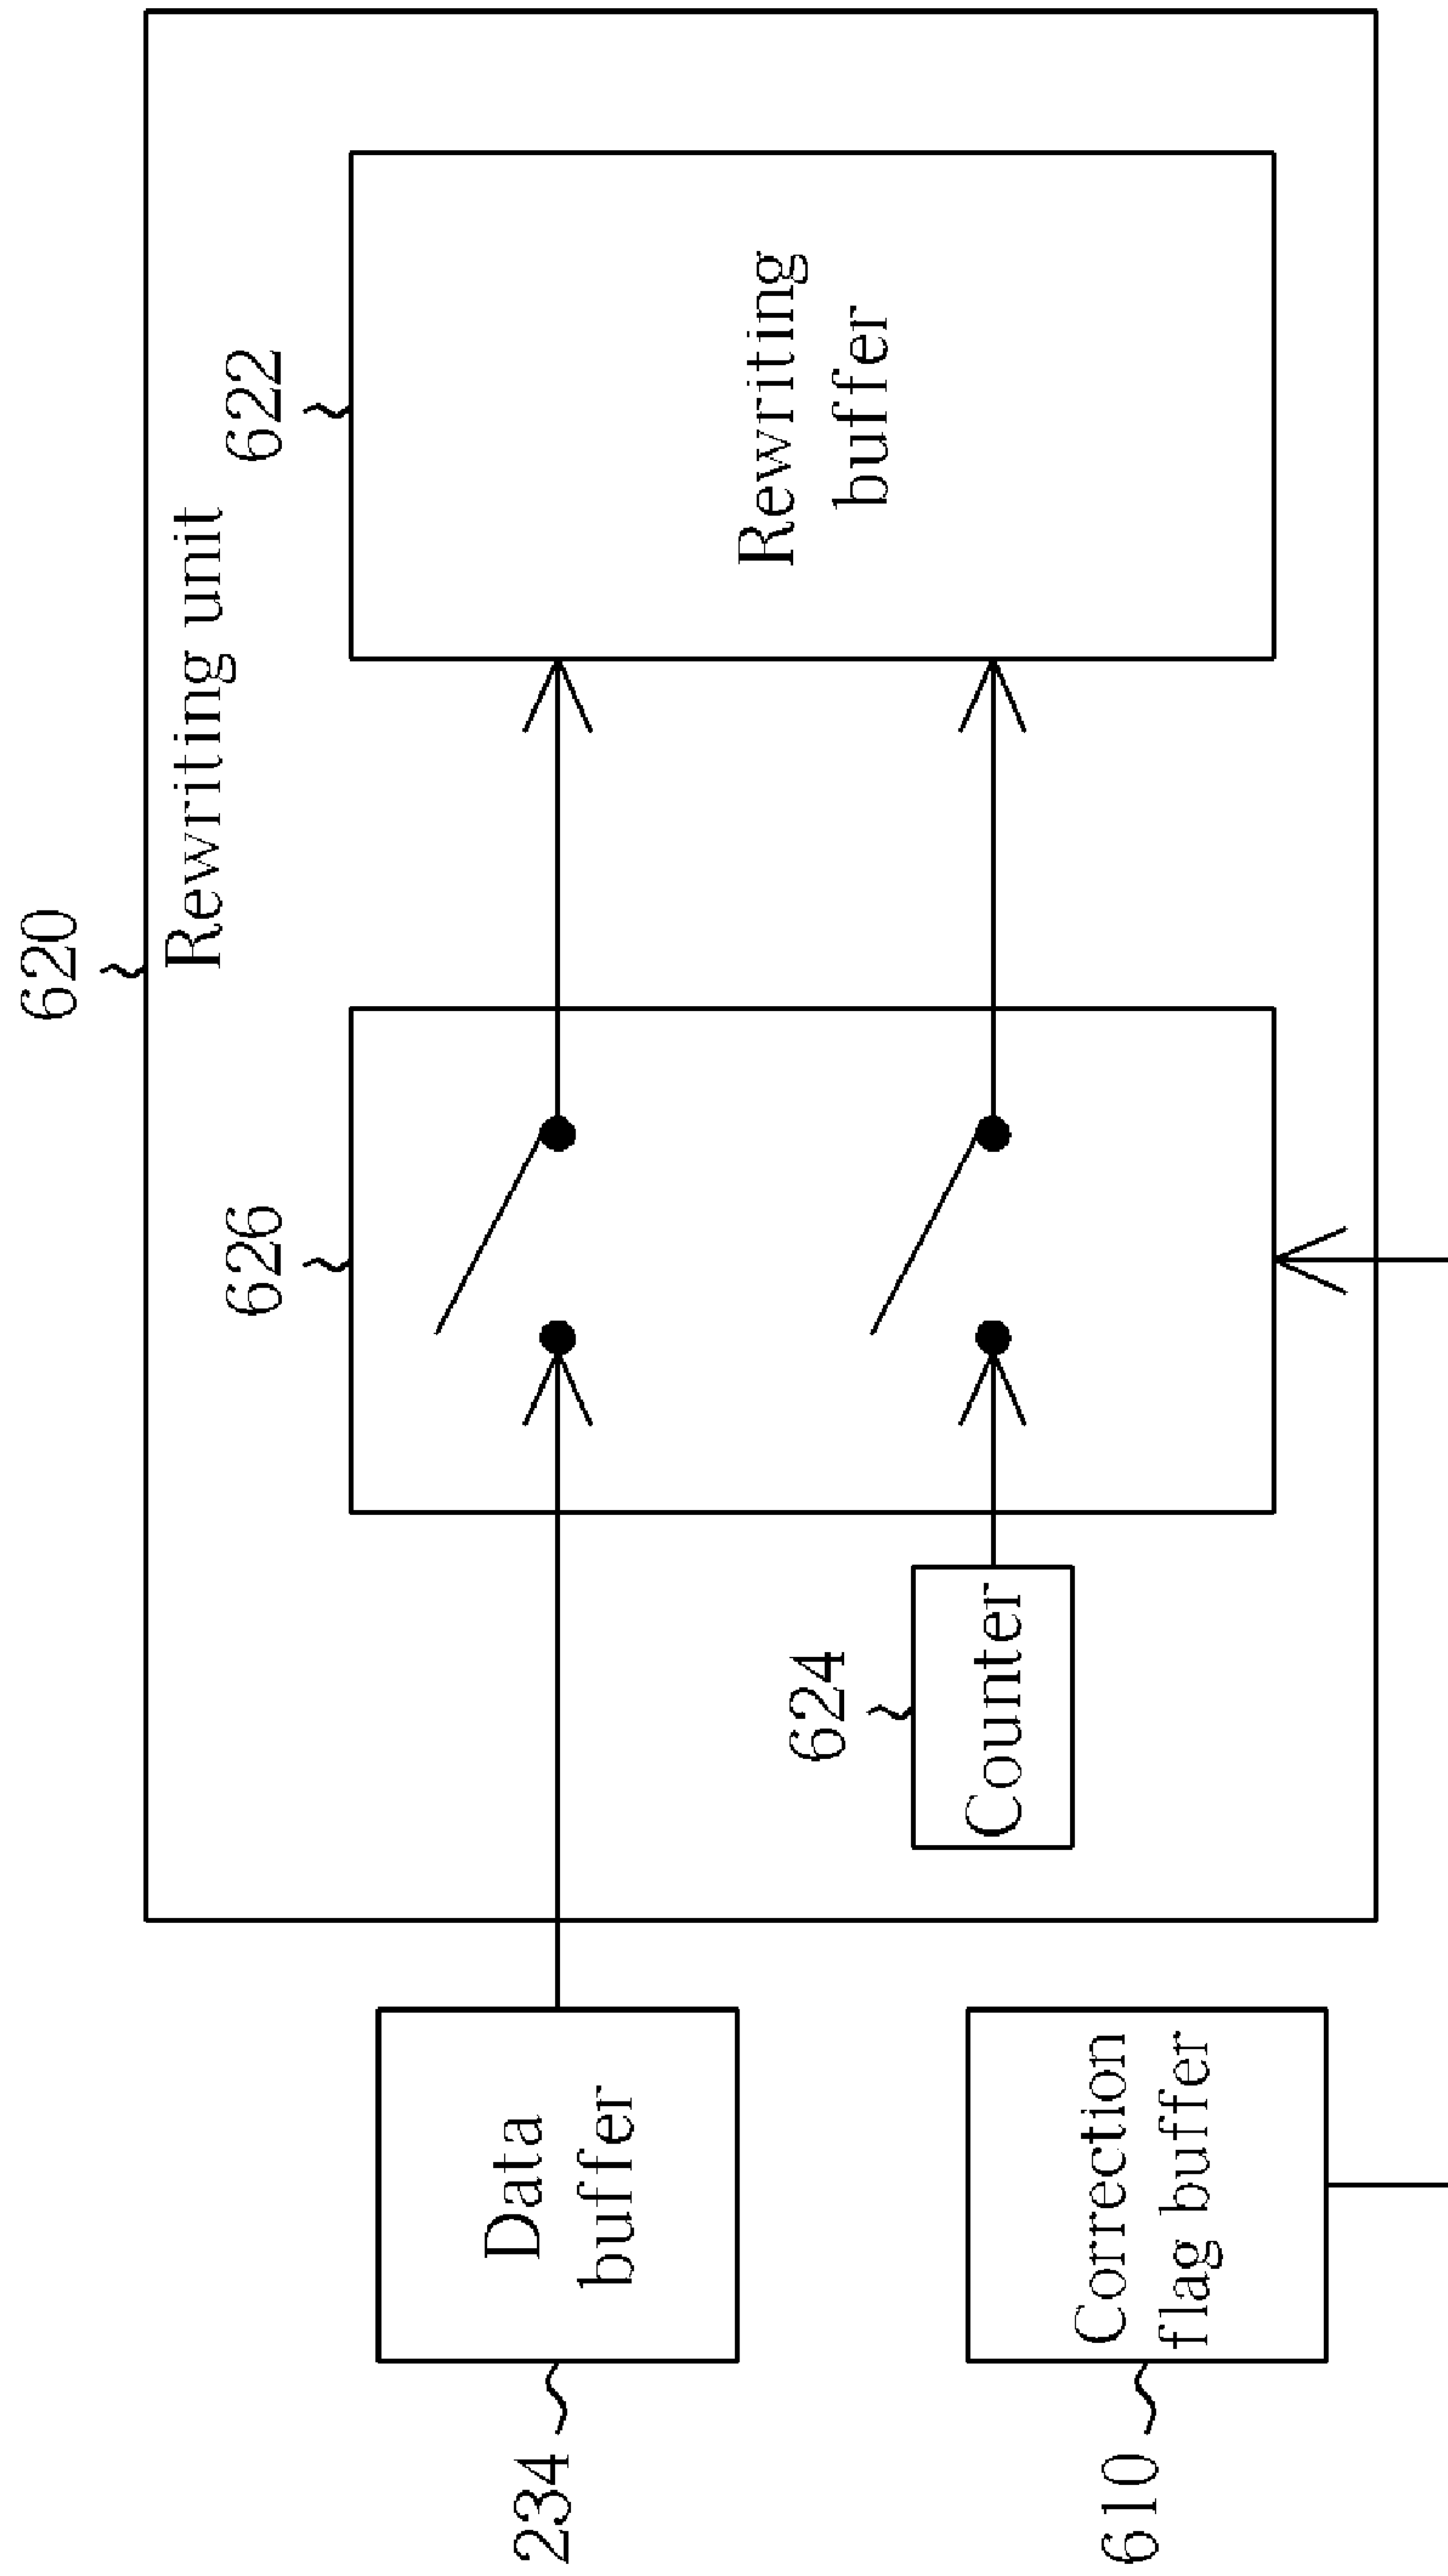 620
Rewriting unit
626
622
Rewriting
buffer
624
Counter
234
Data
buffer
610
Correction
flag buffer